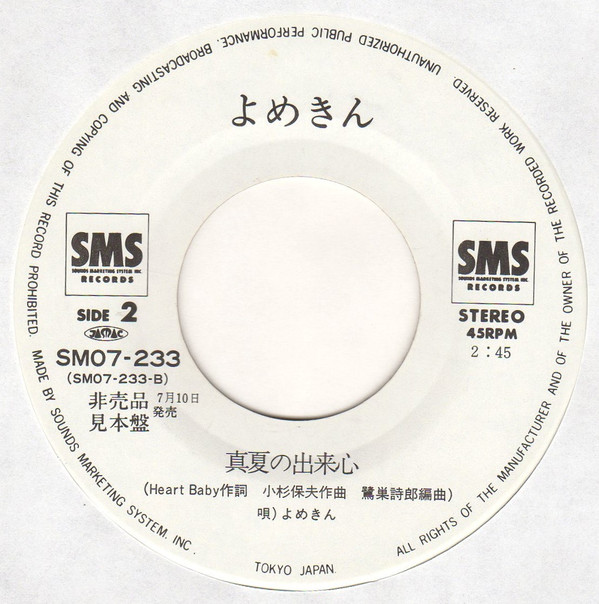 よめきん
SMS
SOUNDS MARKETING SYSTEM INC.
RECORDS
SIDE 2
JASRAC
SM07-233
(SM07-233-B)
非売品
見本盤
7月10日
発売
SMS
SOUNDS MARKETING SYSTEM INC.
RECORDS
STEREO
45RPM
2:45
真夏の出来心
(Heart Baby作詞 小杉保夫作曲 鷺巣詩郎編曲)
唄)よめきん
ALL RIGHTS OF THE MANUFACTURER AND OF THE OWNER OF THE RECORDED WORK RESERVED. UNAUTHORIZED PUBLIC PERFORMANCE, BROADCASTING AND COPYING OF THIS RECORD PROHIBITED. MADE BY SOUNDS MARKETING SYSTEM, INC.
TOKYO JAPAN.